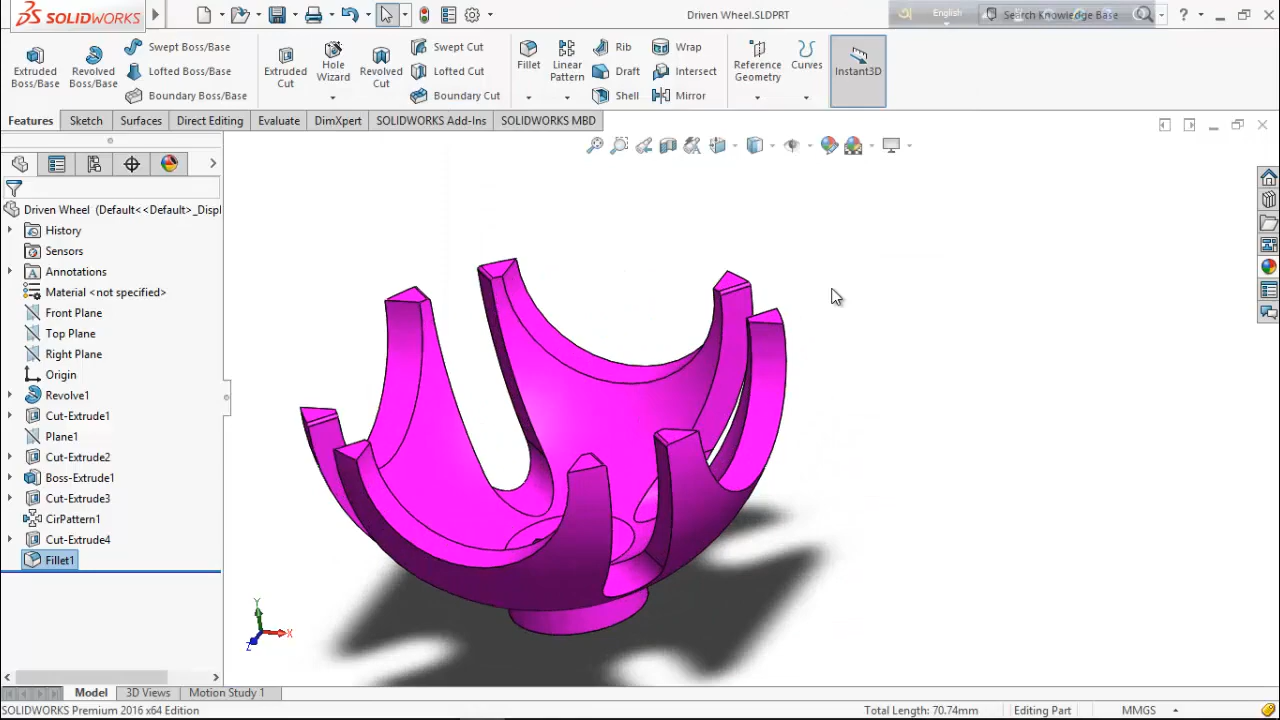 SOLIDWORKS
Driven Wheel.SLDPRT
English
Search Knowledge Base
?
Extruded Boss/Base
Revolved Boss/Base
Swept Boss/Base
Lofted Boss/Base
Boundary Boss/Base
Extruded Cut
Hole Wizard
Revolved Cut
Swept Cut
Lofted Cut
Boundary Cut
Fillet
Linear Pattern
Rib
Draft
Shell
Wrap
Intersect
Mirror
Reference Geometry
Curves
Instant3D
Features
Sketch
Surfaces
Direct Editing
Evaluate
DimXpert
SOLIDWORKS Add-Ins
SOLIDWORKS MBD
Driven Wheel (Default<<Default>_Displ
History
Sensors
Annotations
Material <not specified>
Front Plane
Top Plane
Right Plane
Origin
Revolve1
Cut-Extrude1
Plane1
Cut-Extrude2
Boss-Extrude1
Cut-Extrude3
CirPattern1
Cut-Extrude4
Fillet1
Y
X
Z
Model
3D Views
Motion Study 1
SOLIDWORKS Premium 2016 x64 Edition
Total Length: 70.74mm
Editing Part
MMGS